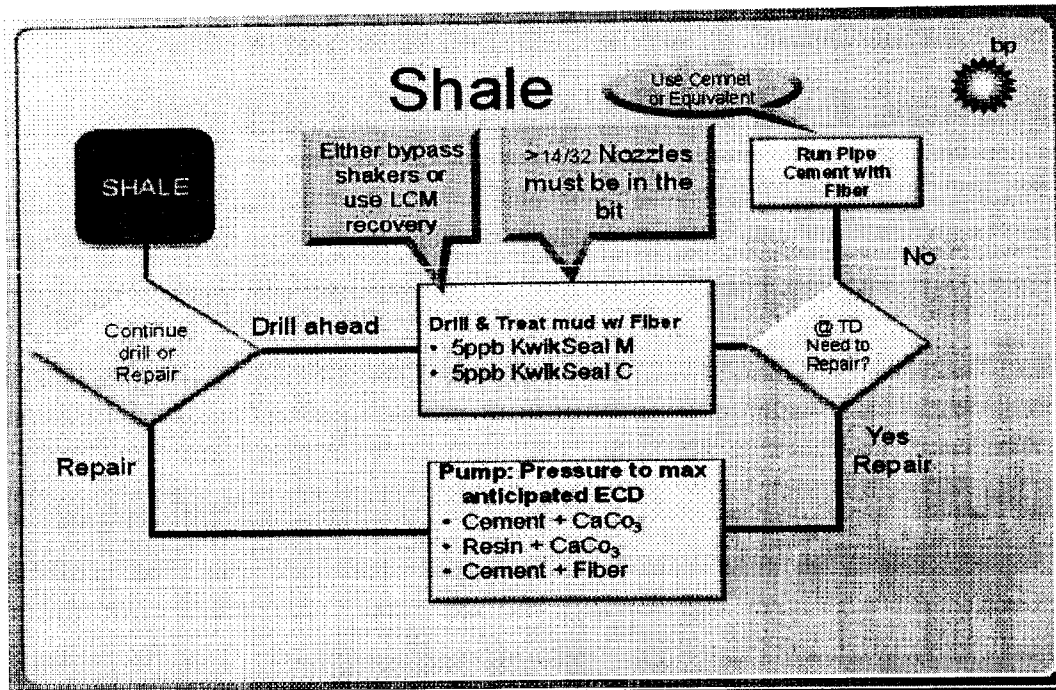 bp
Shale
Use Cemnet
or Equivalent
SHALE
Either bypass
shakers or
use LCM
recovery
>14/32 Nozzles
must be in the
bit
Run Pipe
Cement with
Fiber
No
Continue
drill or
Repair
Drill ahead
Drill & Treat mud w/ Fiber
• 5ppb KwikSeal M
• 5ppb KwikSeal C
@ TD
Need to
Repair?
Repair
Yes
Repair
Pump: Pressure to max
anticipated ECD
• Cement + CaCo₃
• Resin + CaCo₃
• Cement + Fiber